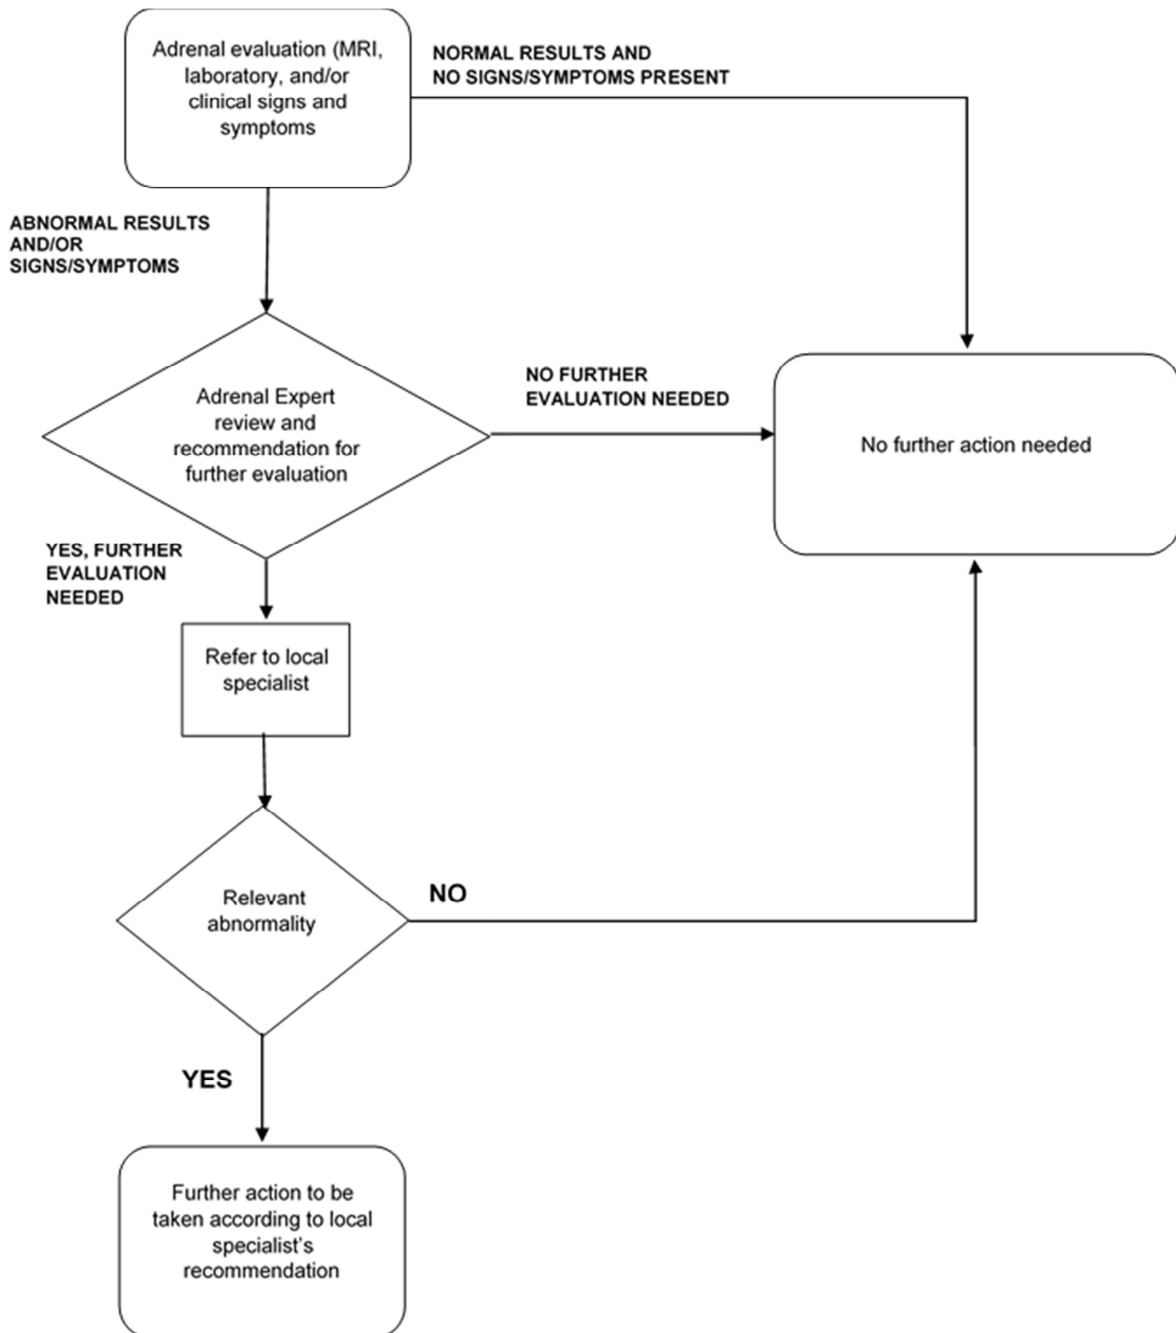 Adrenal evaluation (MRI,
laboratory, and/or
clinical signs and
symptoms
NORMAL RESULTS AND
NO SIGNS/SYMPTOMS PRESENT
ABNORMAL RESULTS
AND/OR
SIGNS/SYMPTOMS
Adrenal Expert
review and
recommendation for
further evaluation
NO FURTHER
EVALUATION NEEDED
No further action needed
YES, FURTHER
EVALUATION
NEEDED
Refer to local
specialist
Relevant
abnormality
NO
YES
Further action to be
taken according to local
specialist's
recommendation